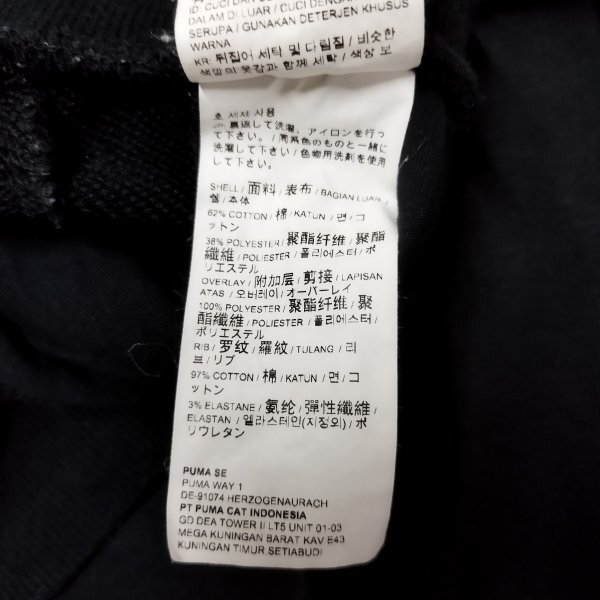 ID: CUCI DAN
DALAM DI LUAR / CUCI DENGAN
SERUPA / GUNAKAN DETERJEN KHUSUS
WARNA
KR: 뒤집어 세탁 및 다림질 / 비슷한
색깔의 옷감과 함께 세탁 / 색상 보
호 세제 사용
JP: 裏返して洗濯、アイロンを行っ
て下さい。/ 同系色のものと一緒に
洗濯して下さい / 色物用洗剤を使用
して下さい。
SHELL / 面料 / 表布 / BAGIAN LUAR /
쉘 / 本体
62% COTTON / 棉 / KATUN / 면 / コ
ットン
38% POLYESTER / 聚酯纤维 / 聚酯
纖維 / POLIESTER / 폴리에스터 / ポ
リエステル
OVERLAY / 附加层 / 剪接 / LAPISAN
ATAS / 오버레이 / オーバーレイ
100% POLYESTER / 聚酯纤维 / 聚
酯纖維 / POLIESTER / 폴리에스터 /
ポリエステル
RIB / 罗纹 / 羅紋 / TULANG / 리
브 / リブ
97% COTTON / 棉 / KATUN / 면 / コ
ットン
3% ELASTANE / 氨纶 / 彈性纖維 /
ELASTAN / 엘라스테인(지정외) / ポ
リウレタン
PUMA SE
PUMA WAY 1
DE-91074 HERZOGENAURACH
PT PUMA CAT INDONESIA
GD DEA TOWER II LT5 UNIT 01-03
MEGA KUNINGAN BARAT KAV E43
KUNINGAN TIMUR.SETIABUDI